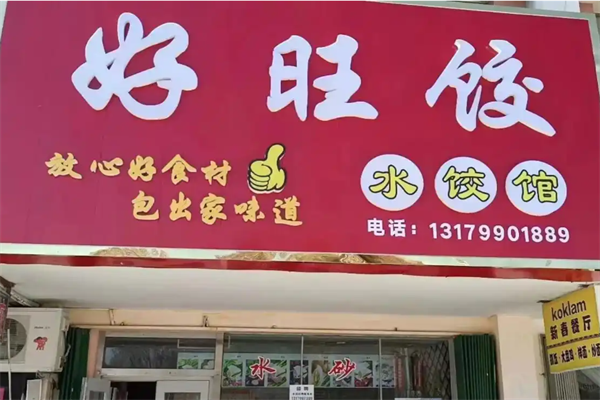 好旺饺
放心好食材
包出家味道
水饺馆
电话：13179901889
koklam
新春餐厅
水 砂